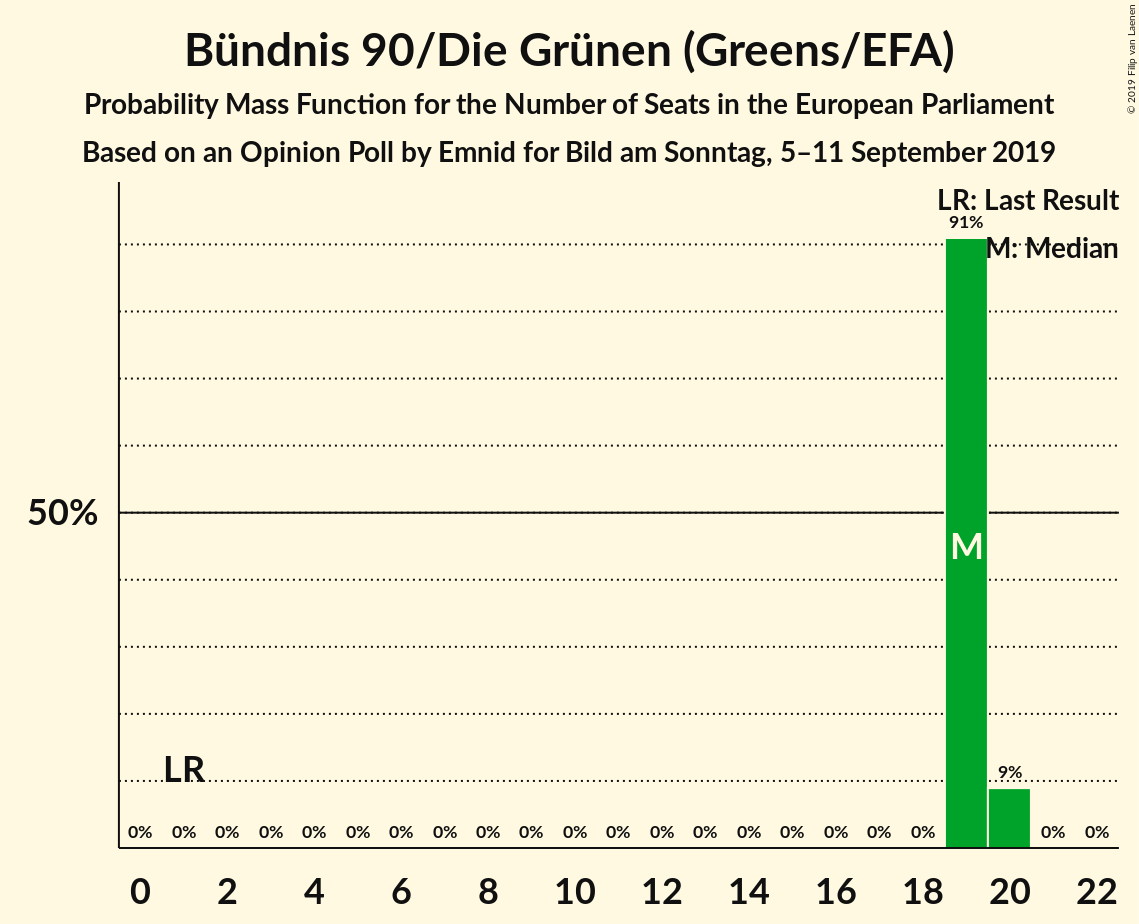 Bündnis 90/Die Grünen (Greens/EFA)
Probability Mass Function for the Number of Seats in the European Parliament
Based on an Opinion Poll by Emnid for Bild am Sonntag, 5–11 September 2019
© 2019 Filip van Laenen
LR: Last Result
91%
M: Median
50%
M
LR
9%
0% 0% 0% 0% 0% 0% 0% 0% 0% 0% 0% 0% 0% 0% 0% 0% 0% 0% 0% 0% 0%
0 2 4 6 8 10 12 14 16 18 20 22